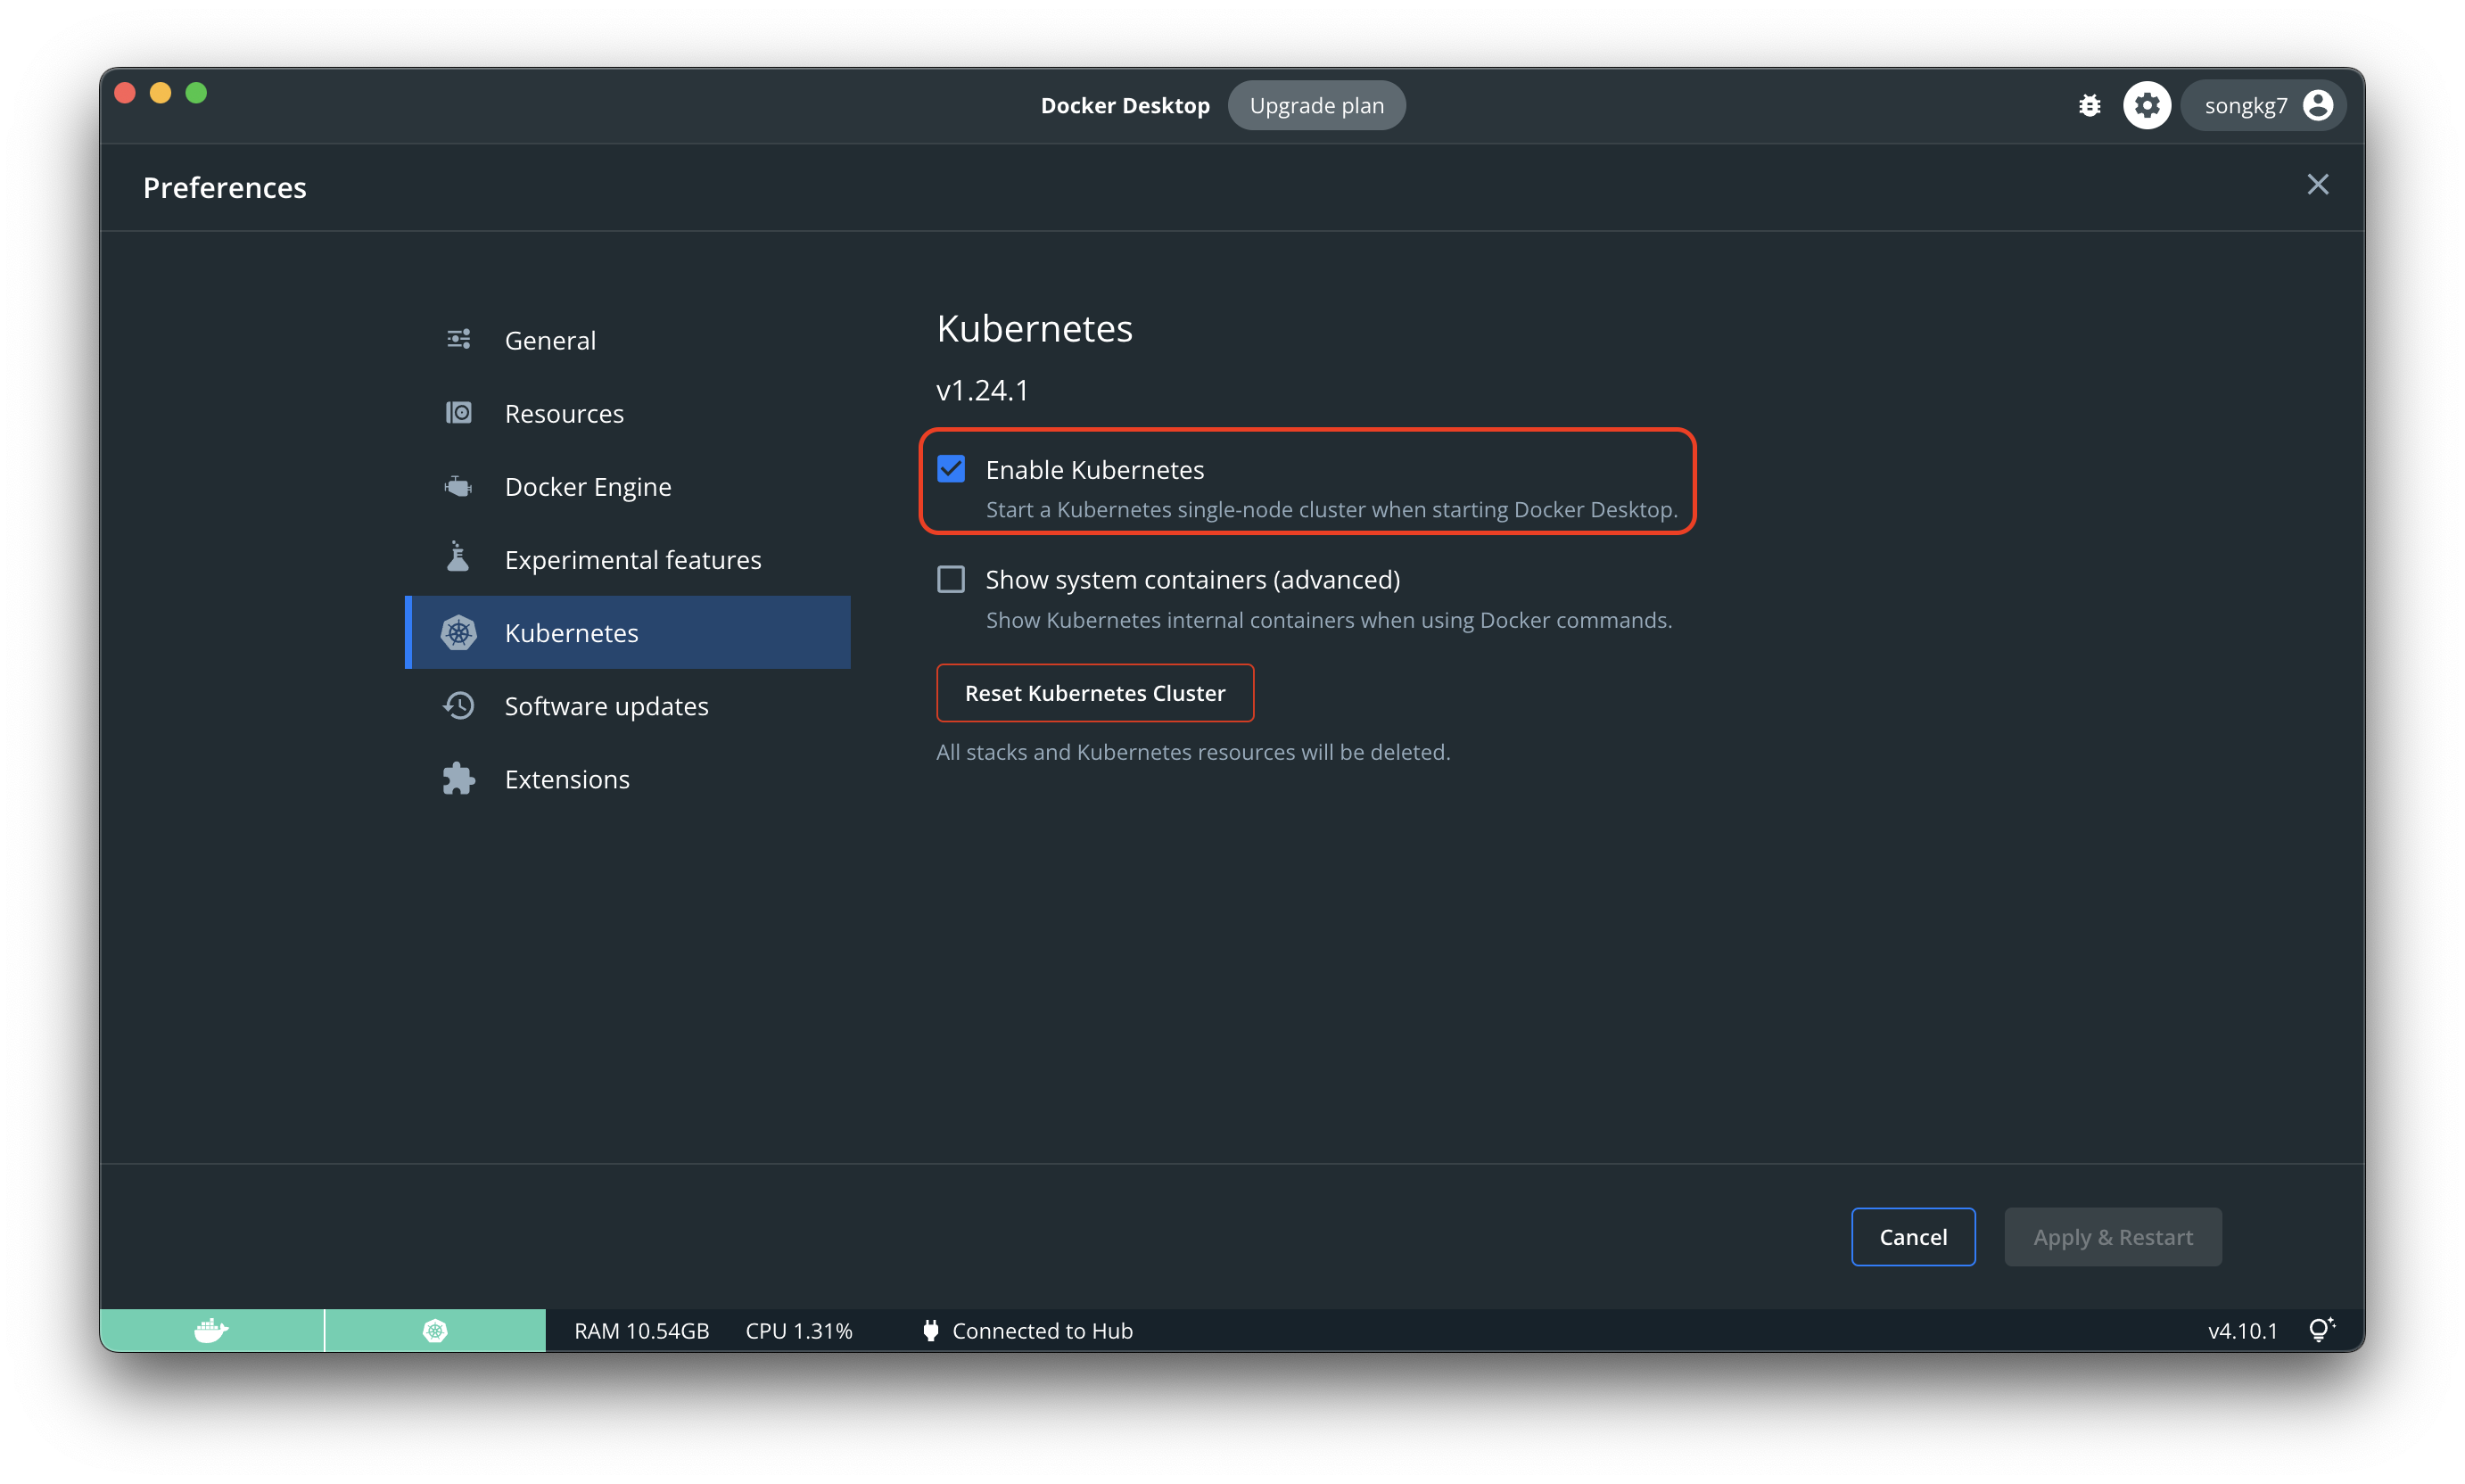 Docker Desktop
Upgrade plan
songkg7
Preferences
General
Resources
Docker Engine
Experimental features
Kubernetes
Software updates
Extensions
Kubernetes
v1.24.1
Enable Kubernetes
Start a Kubernetes single-node cluster when starting Docker Desktop.
Show system containers (advanced)
Show Kubernetes internal containers when using Docker commands.
Reset Kubernetes Cluster
All stacks and Kubernetes resources will be deleted.
Cancel
Apply & Restart
RAM 10.54GB
CPU 1.31%
Connected to Hub
v4.10.1